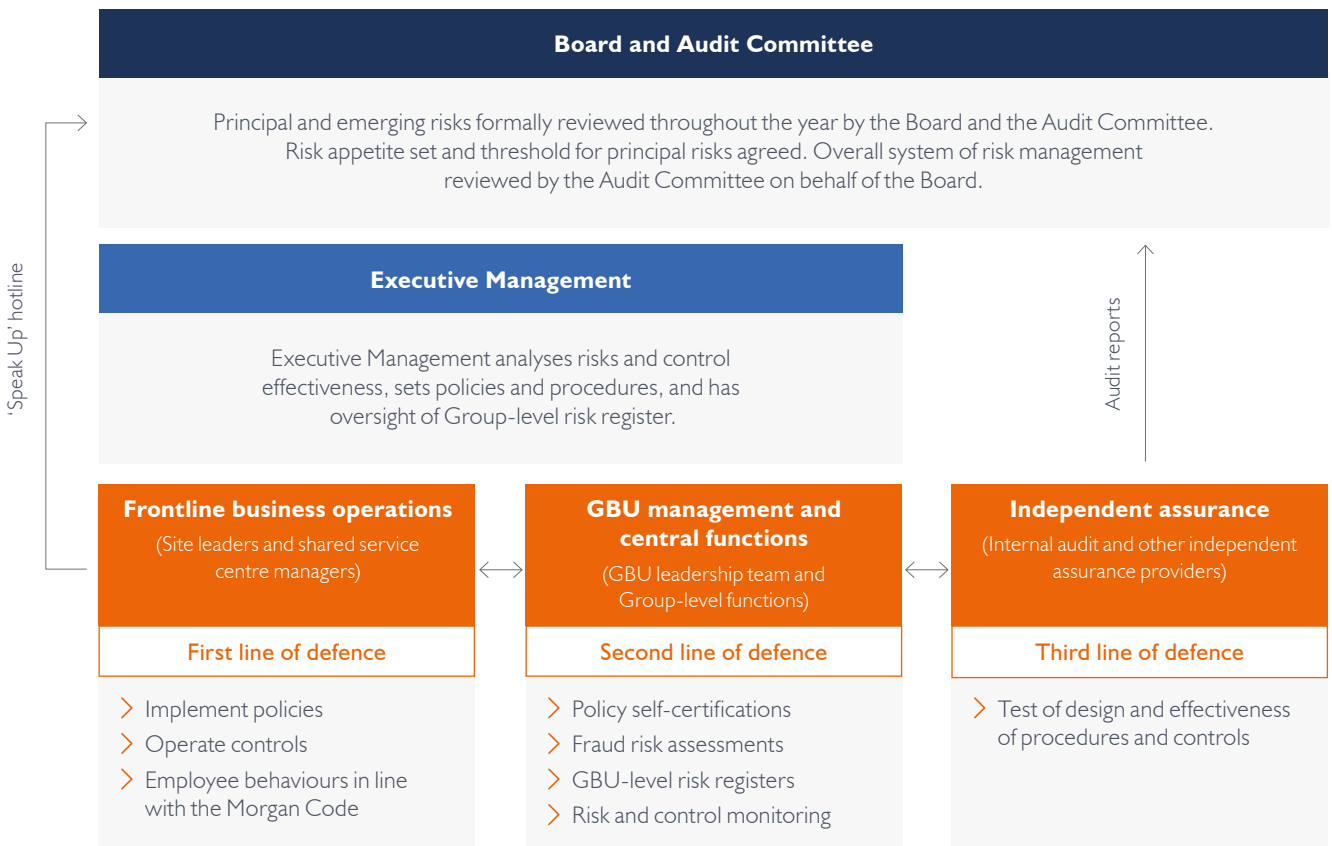 Board and Audit Committee
Principal and emerging risks formally reviewed throughout the year by the Board and the Audit Committee.
Risk appetite set and threshold for principal risks agreed. Overall system of risk management
reviewed by the Audit Committee on behalf of the Board.
'Speak Up' hotline
Executive Management
Executive Management analyses risks and control
effectiveness, sets policies and procedures, and has
oversight of Group-level risk register.
Audit reports
Frontline business operations
(Site leaders and shared service
centre managers)
First line of defence
Implement policies
Operate controls
Employee behaviours in line
with the Morgan Code
GBU management and
central functions
(GBU leadership team and
Group-level functions)
Second line of defence
Policy self-certifications
Fraud risk assessments
GBU-level risk registers
Risk and control monitoring
Independent assurance
(Internal audit and other independent
assurance providers)
Third line of defence
Test of design and effectiveness
of procedures and controls